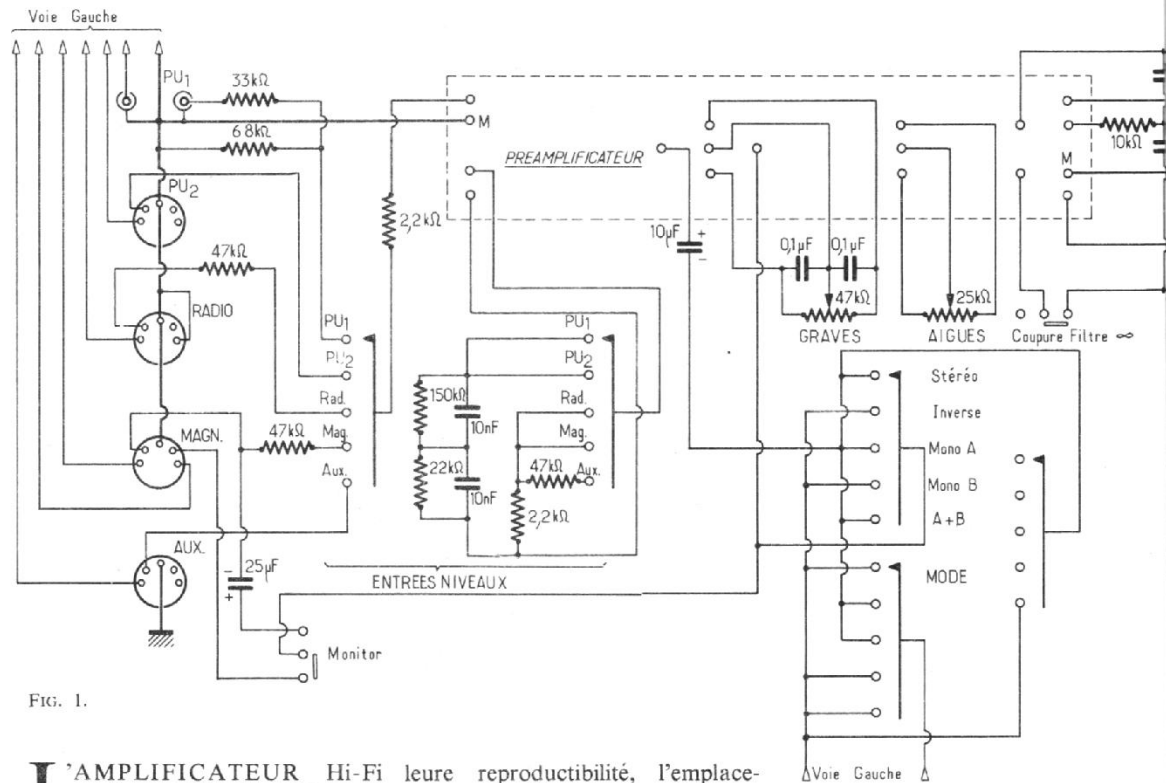 Voie Gauche
PU1
33kΩ
68kΩ
M
PREAMPLIFICATEUR
10kΩ
M
PU2
2,2kΩ
10µF
+
−
0,1µF
0,1µF
47kΩ
RADIO
47kΩ
25kΩ
GRAVES
AIGUES
Coupure Filtre ∞
PU1
PU2
Rad.
Mag.
Aux.
PU1
PU2
Rad.
Mag.
Aux.
150kΩ
10nF
22kΩ
10nF
47kΩ
2,2kΩ
MAGN.
47kΩ
Stéréo
Inverse
Mono A
Mono B
A+B
MODE
AUX.
−
25µF
+
ENTREES NIVEAUX
Monitor
FIG. 1.
Voie Gauche
L'AMPLIFICATEUR Hi-Fi leure reproductibilité, l'emplace-